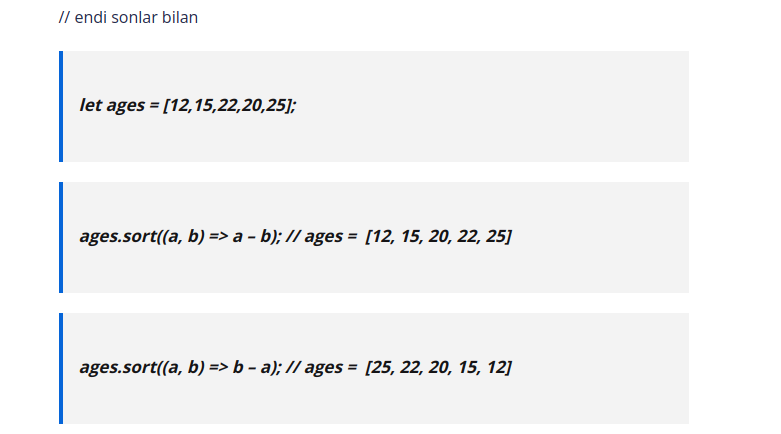 // endi sonlar bilan
let ages = [12,15,22,20,25];
ages.sort((a, b) => a – b); // ages =  [12, 15, 20, 22, 25]
ages.sort((a, b) => b – a); // ages =  [25, 22, 20, 15, 12]